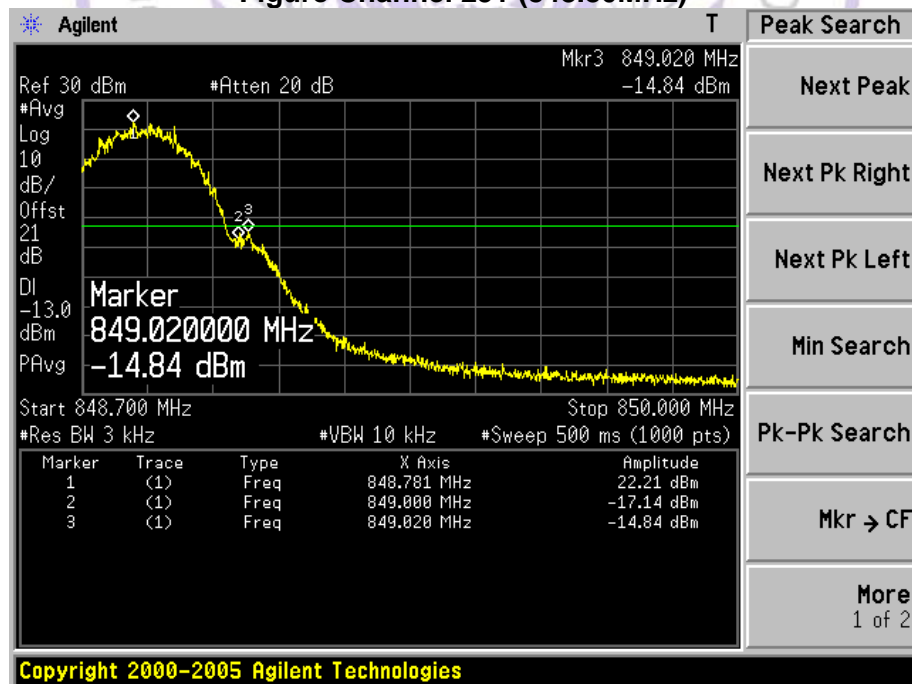 Agilent T Peak Search
Mkr3 849.020 MHz
Ref 30 dBm #Atten 20 dB -14.84 dBm
Next Peak
#Avg
Log
10
dB/
Offst
21
dB
DI
-13.0
dBm
PAvg
1
2
3
Marker
849.020000 MHz
-14.84 dBm
Next Pk Right
Next Pk Left
Min Search
Start 848.700 MHz Stop 850.000 MHz
#Res BW 3 kHz #VBW 10 kHz #Sweep 500 ms (1000 pts)
Pk-Pk Search
Marker Trace Type X Axis Amplitude
1 (1) Freq 848.781 MHz 22.21 dBm
2 (1) Freq 849.000 MHz -17.14 dBm
3 (1) Freq 849.020 MHz -14.84 dBm
Mkr → CF
More
1 of 2
Copyright 2000-2005 Agilent Technologies